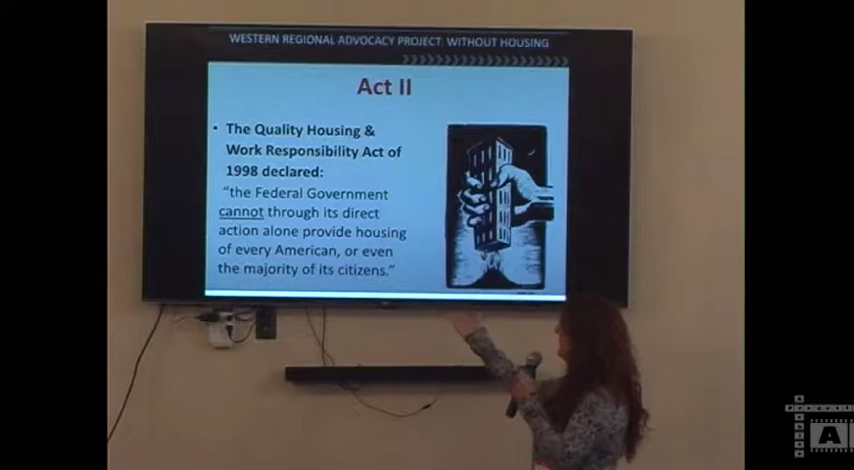 WESTERN REGIONAL ADVOCACY PROJECT: WITHOUT HOUSING
Act II
• The Quality Housing &
Work Responsibility Act of
1998 declared:
“the Federal Government
cannot through its direct
action alone provide housing
of every American, or even
the majority of its citizens.”
A